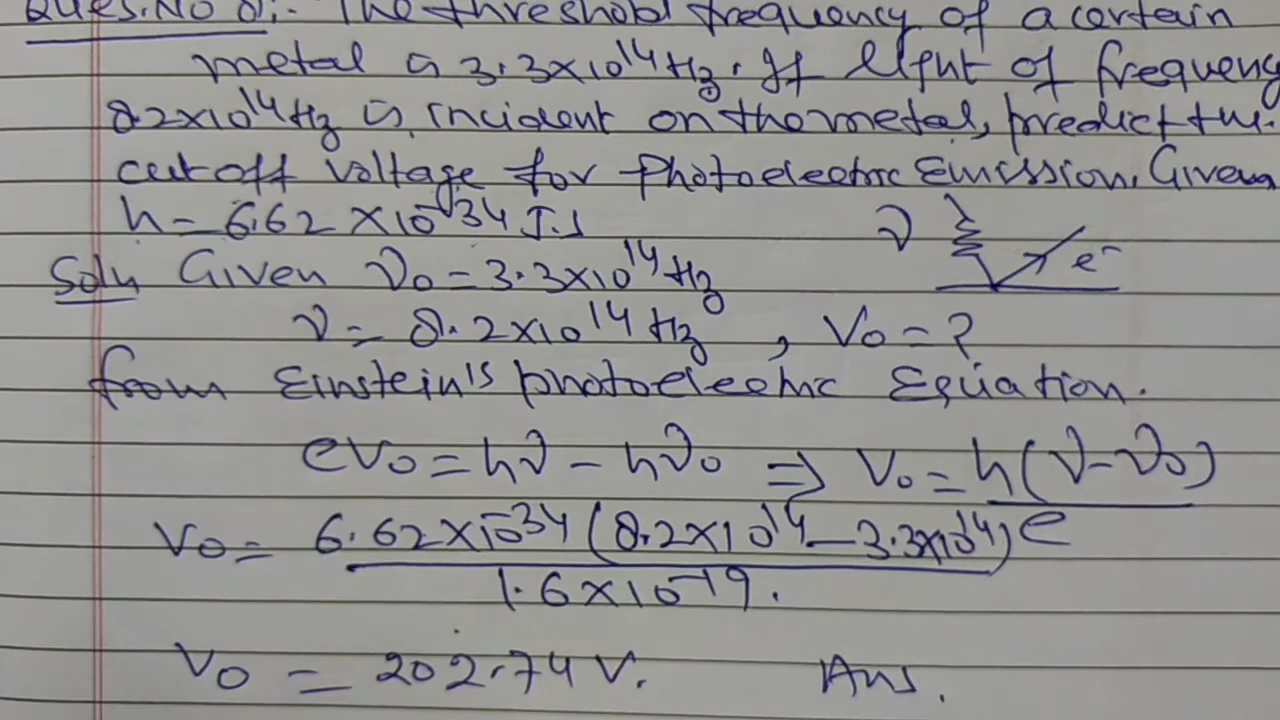 Ques.No 8:- The threshold frequency of a certain
metal is 3.3×10¹⁴ Hz. If light of frequency
8.2×10¹⁴ Hz is incident on the metal, predict the
cut off voltage for photoelectric Emission. Given
h = 6.62 ×10⁻³⁴ J.s
ν e⁻
Soln Given ν₀ = 3.3×10¹⁴ Hz
ν = 8.2×10¹⁴ Hz , V₀ = ?
from Einstein's photoelectric Equation.
eV₀ = hν – hν₀ ⇒ V₀ = h(ν–ν₀) / e
V₀ = 6.62×10⁻³⁴ (8.2×10¹⁴ – 3.3×10¹⁴)
1.6×10⁻¹⁹.
V₀ = 202.74 V. Ans.